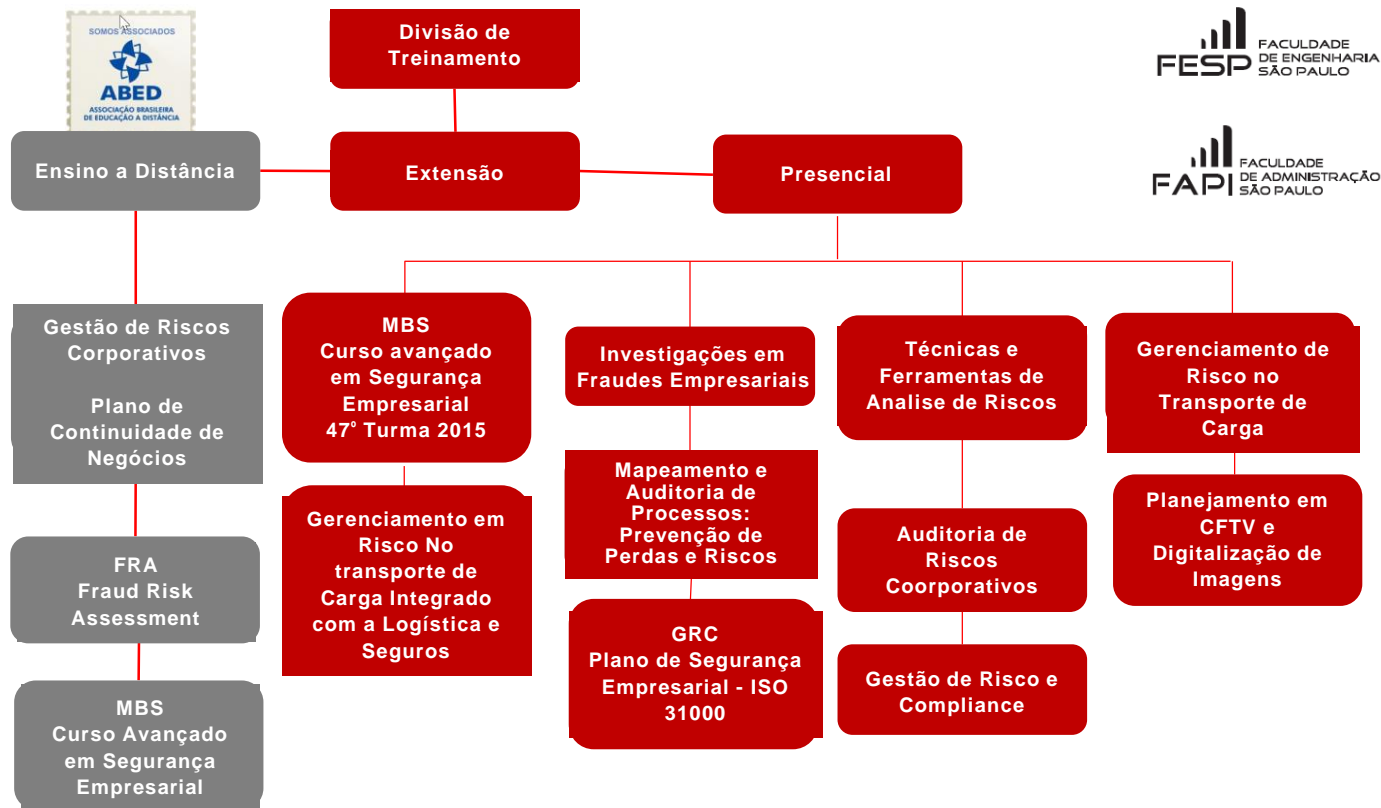 SOMOS ASSOCIADOS
ABED
ASSOCIAÇÃO BRASILEIRA
DE EDUCAÇÃO A DISTÂNCIA
Divisão de
Treinamento
FESP
FACULDADE
DE ENGENHARIA
SÃO PAULO
FAPI
FACULDADE
DE ADMINISTRAÇÃO
SÃO PAULO
Ensino a Distância
Extensão
Presencial
Gestão de Riscos
Corporativos
Plano de
Continuidade de
Negócios
FRA
Fraud Risk
Assessment
MBS
Curso Avançado
em Segurança
Empresarial
MBS
Curso avançado
em Segurança
Empresarial
47º Turma 2015
Gerenciamento em
Risco No
transporte de
Carga Integrado
com a Logística e
Seguros
Investigações em
Fraudes Empresariais
Mapeamento e
Auditoria de
Processos:
Prevenção de
Perdas e Riscos
GRC
Plano de Segurança
Empresarial - ISO
31000
Técnicas e
Ferramentas de
Analise de Riscos
Auditoria de
Riscos
Coorporativos
Gestão de Risco e
Compliance
Gerenciamento de
Risco no
Transporte de
Carga
Planejamento em
CFTV e
Digitalização de
Imagens